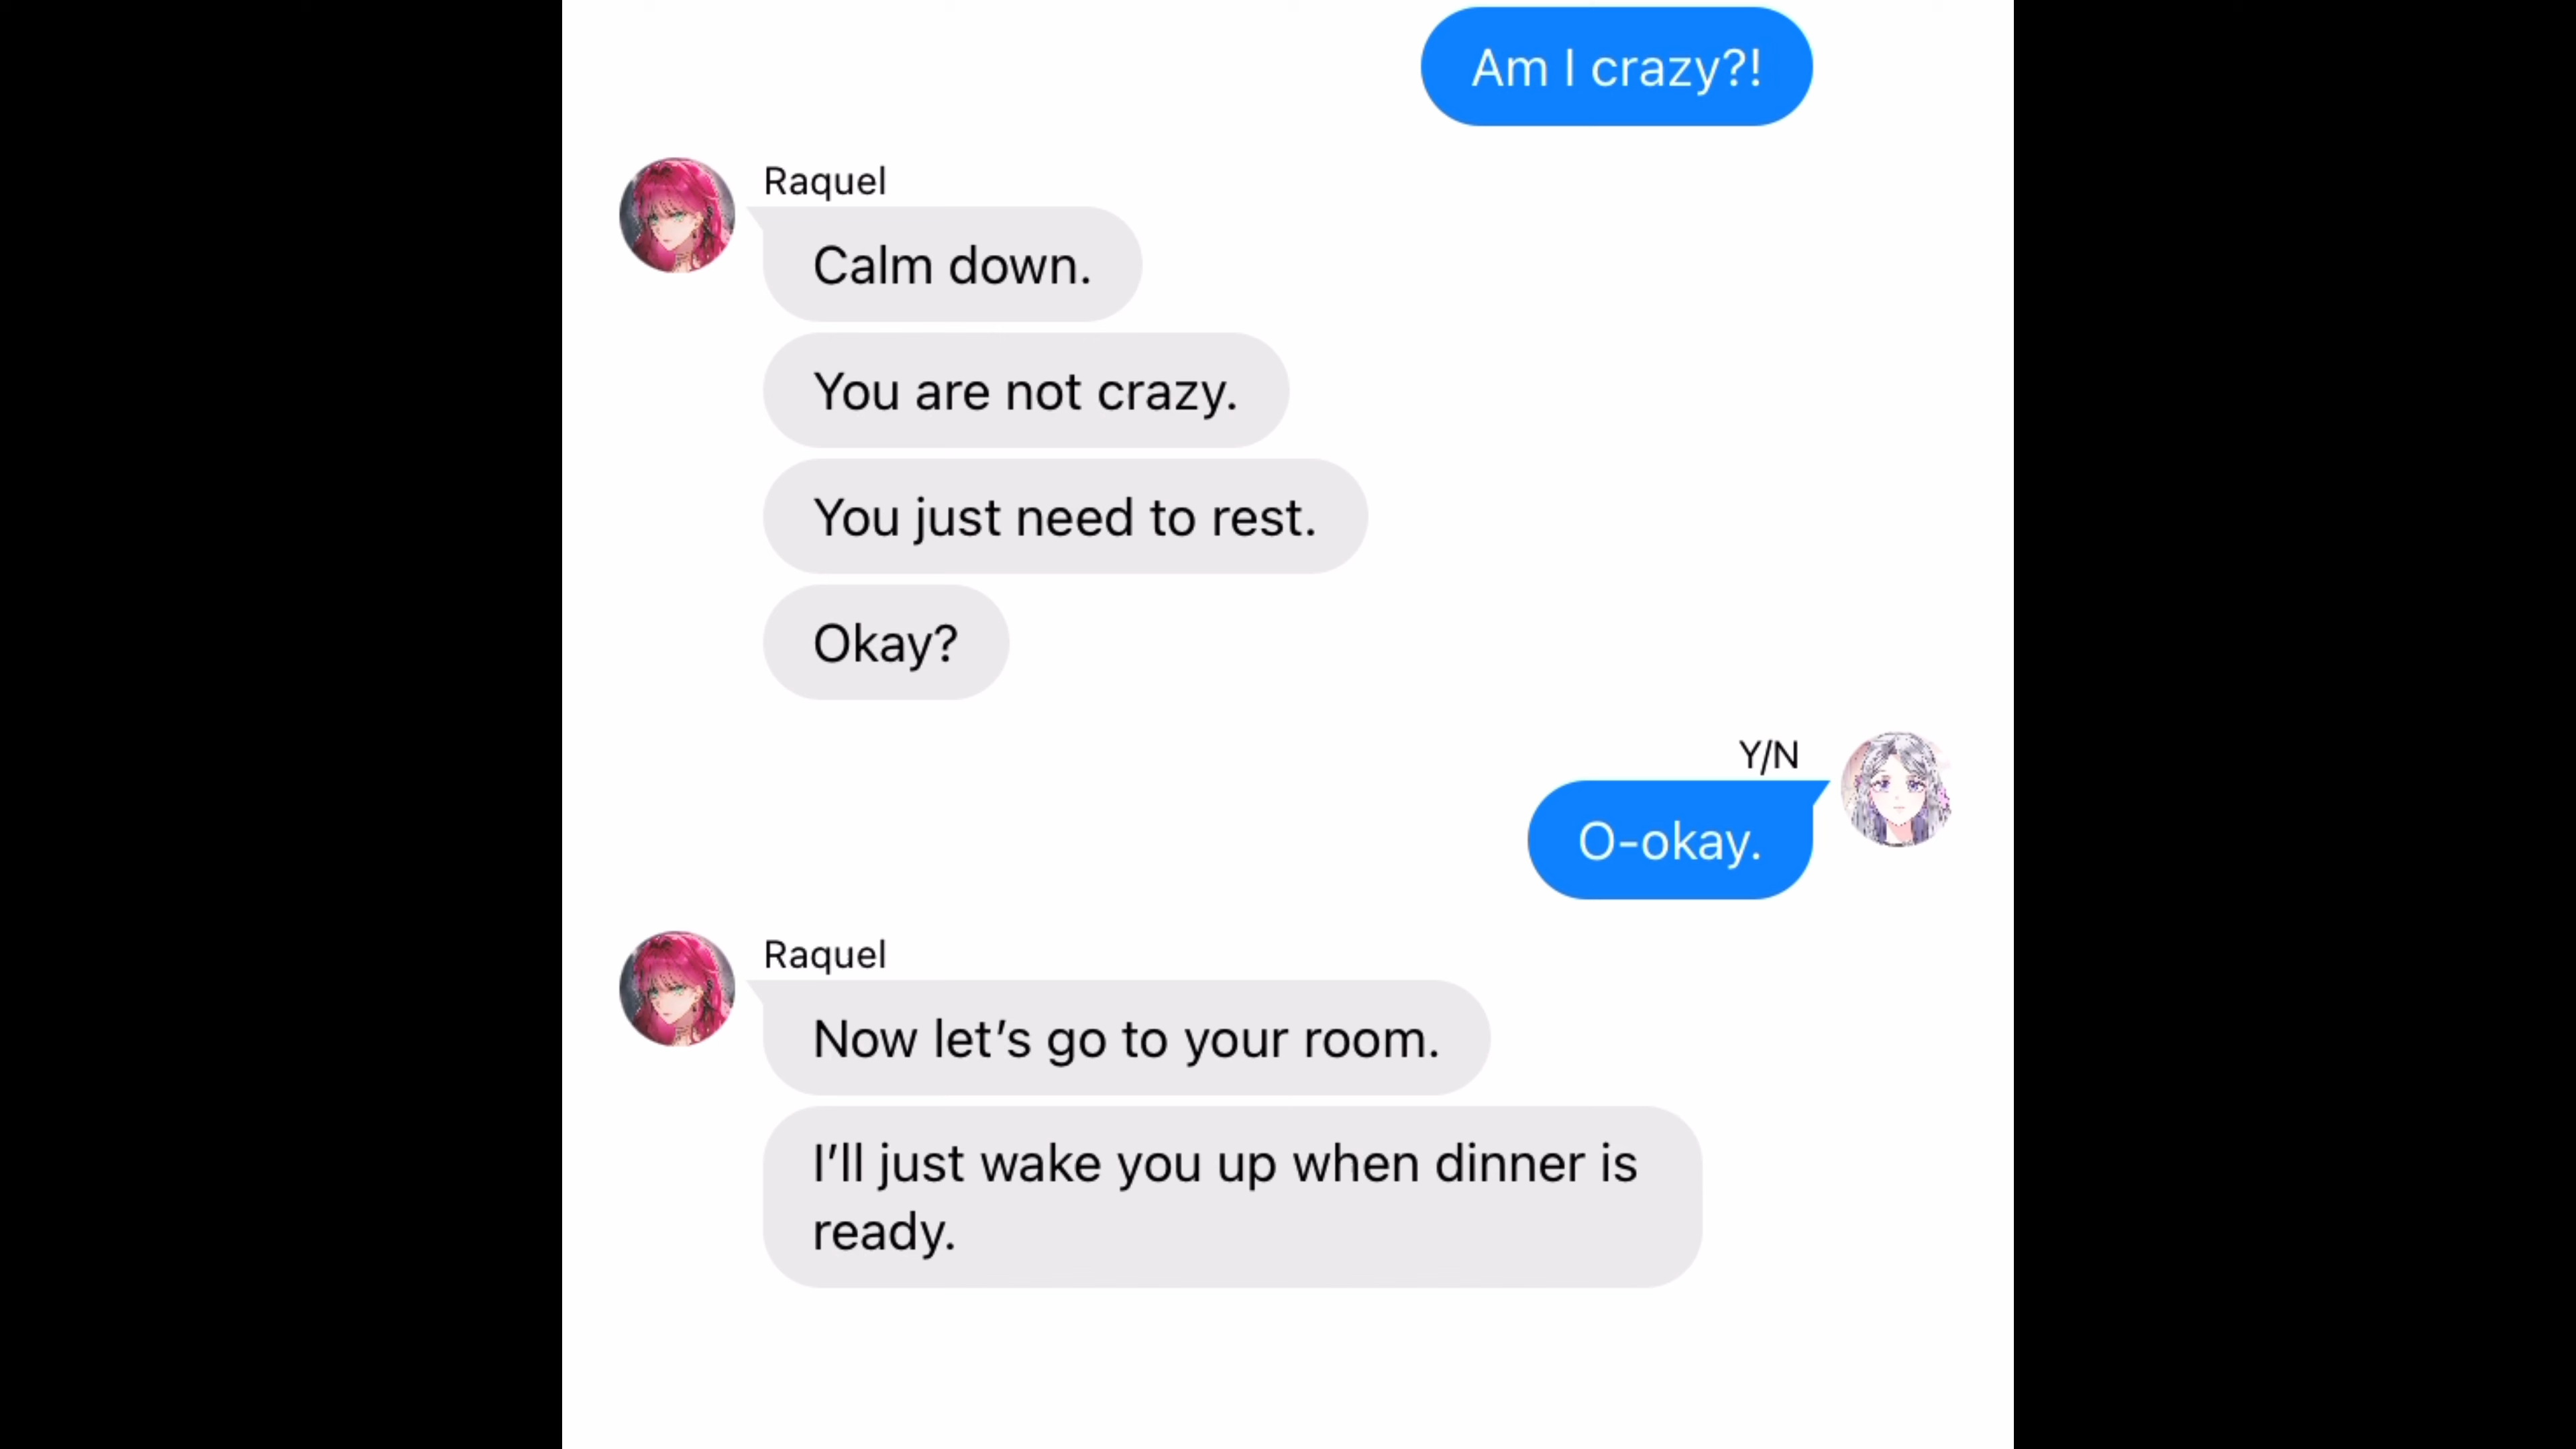 Am I crazy?!
Raquel
Calm down.
You are not crazy.
You just need to rest.
Okay?
Y/N
O-okay.
Raquel
Now let’s go to your room.
I’ll just wake you up when dinner is
ready.